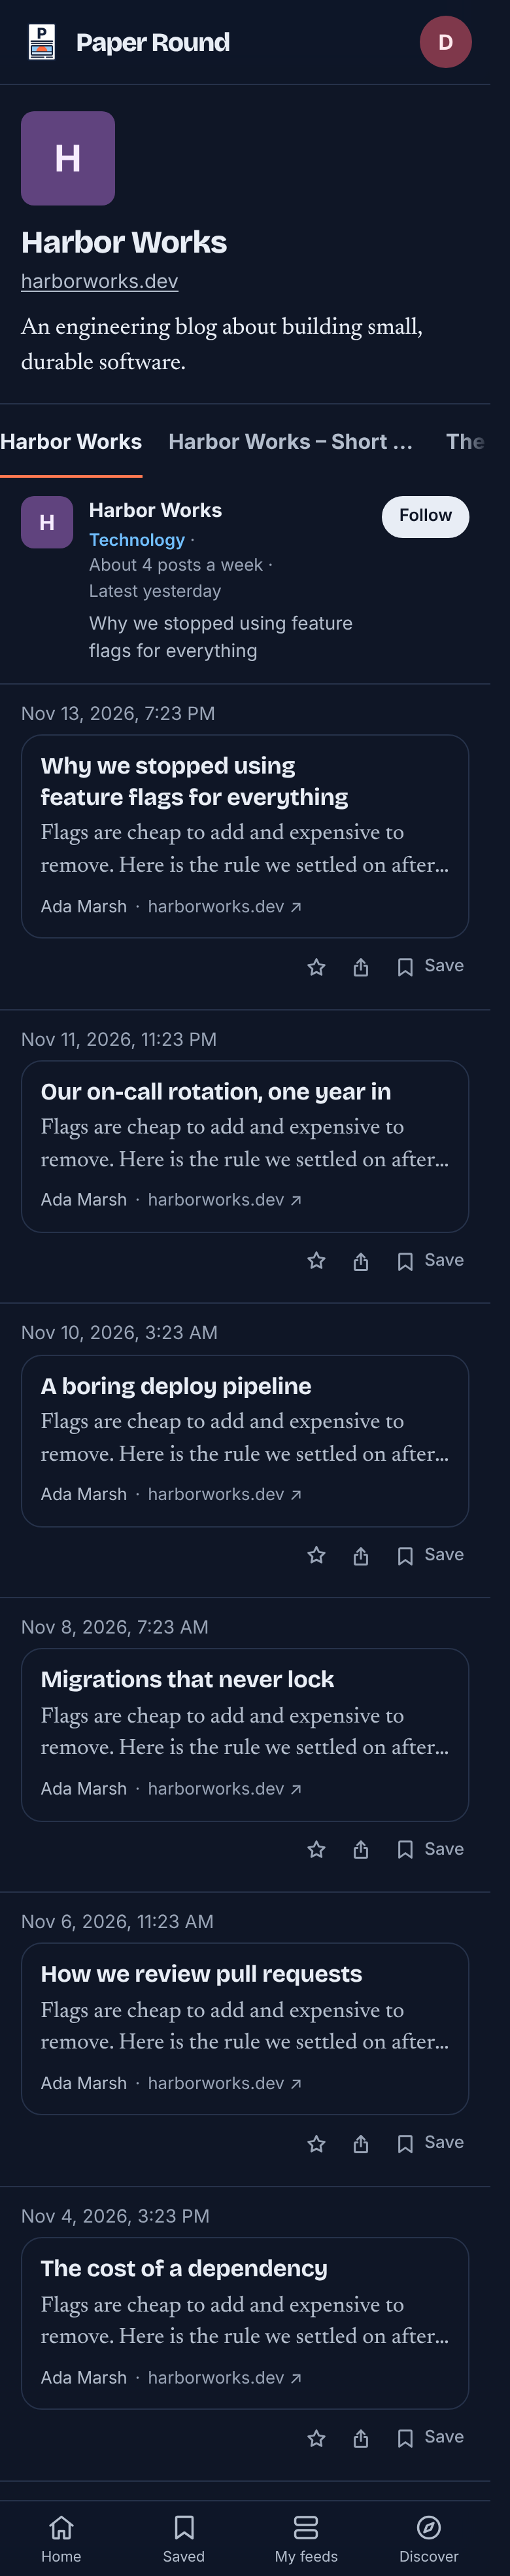 P
Paper Round
D
H
Harbor Works
harborworks.dev
An engineering blog about building small,
durable software.
Harbor Works
Harbor Works – Short ...
The
H
Harbor Works
Follow
Technology ·
About 4 posts a week ·
Latest yesterday
Why we stopped using feature
flags for everything
Nov 13, 2026, 7:23 PM
Why we stopped using
feature flags for everything
Flags are cheap to add and expensive to
remove. Here is the rule we settled on after...
Ada Marsh · harborworks.dev ↗
Save
Nov 11, 2026, 11:23 PM
Our on-call rotation, one year in
Flags are cheap to add and expensive to
remove. Here is the rule we settled on after...
Ada Marsh · harborworks.dev ↗
Save
Nov 10, 2026, 3:23 AM
A boring deploy pipeline
Flags are cheap to add and expensive to
remove. Here is the rule we settled on after...
Ada Marsh · harborworks.dev ↗
Save
Nov 8, 2026, 7:23 AM
Migrations that never lock
Flags are cheap to add and expensive to
remove. Here is the rule we settled on after...
Ada Marsh · harborworks.dev ↗
Save
Nov 6, 2026, 11:23 AM
How we review pull requests
Flags are cheap to add and expensive to
remove. Here is the rule we settled on after...
Ada Marsh · harborworks.dev ↗
Save
Nov 4, 2026, 3:23 PM
The cost of a dependency
Flags are cheap to add and expensive to
remove. Here is the rule we settled on after...
Ada Marsh · harborworks.dev ↗
Save
Home
Saved
My feeds
Discover